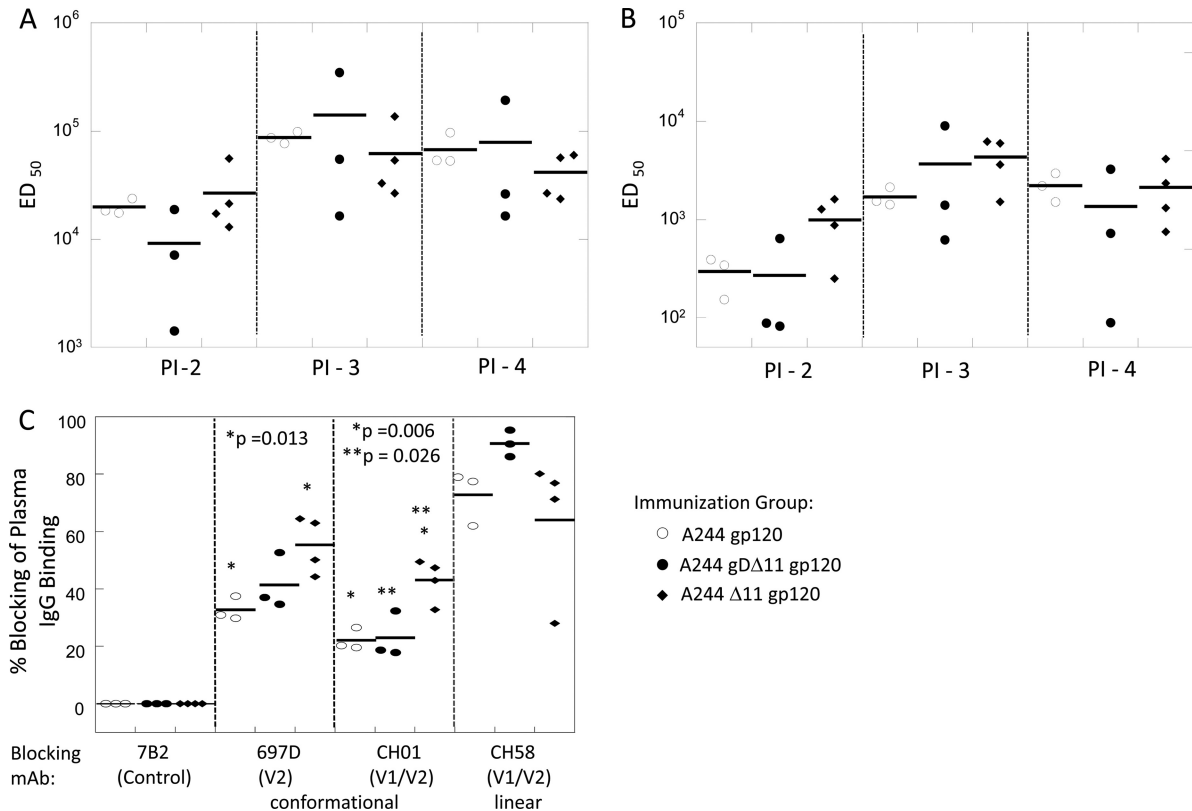 A
10^6
10^5
10^4
10^3
ED 50
PI-2
PI - 3
PI - 4
B
10^5
10^4
10^3
10^2
ED 50
PI - 2
PI - 3
PI - 4
C
100
80
60
40
20
0
% Blocking of Plasma
IgG Binding
*p =0.013
*p =0.006
**p = 0.026
*
*
*
**
**
*
Blocking
mAb:
7B2
(Control)
697D
(V2)
CH01
(V1/V2)
CH58
(V1/V2)
conformational
linear
Immunization Group:
A244 gp120
A244 gDΔ11 gp120
A244 Δ11 gp120